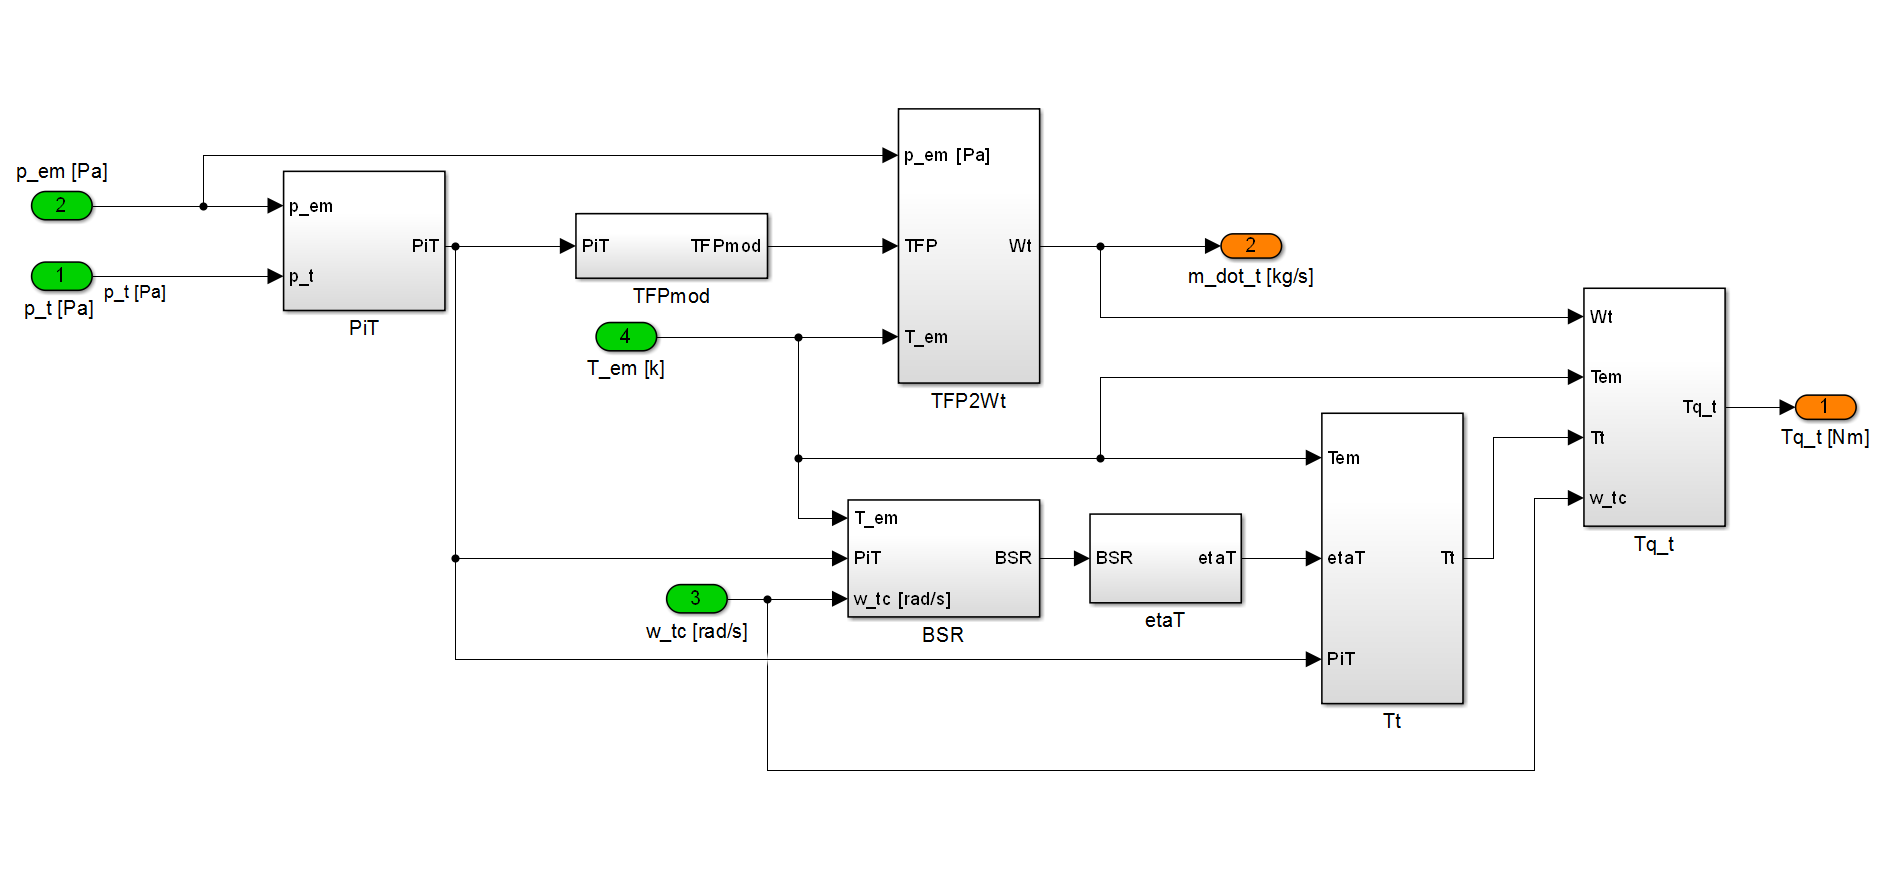 p_em [Pa]
2
1
p_t [Pa]
p_t [Pa]
p_em
p_t
PiT
PiT
PiT
TFPmod
TFPmod
4
T_em [k]
p_em [Pa]
TFP
T_em
Wt
TFP2Wt
2
m_dot_t [kg/s]
3
w_tc [rad/s]
T_em
PiT
w_tc [rad/s]
BSR
BSR
BSR
etaT
etaT
Tem
etaT
PiT
Tt
Tt
Wt
Tem
Tt
w_tc
Tq_t
Tq_t
1
Tq_t [Nm]